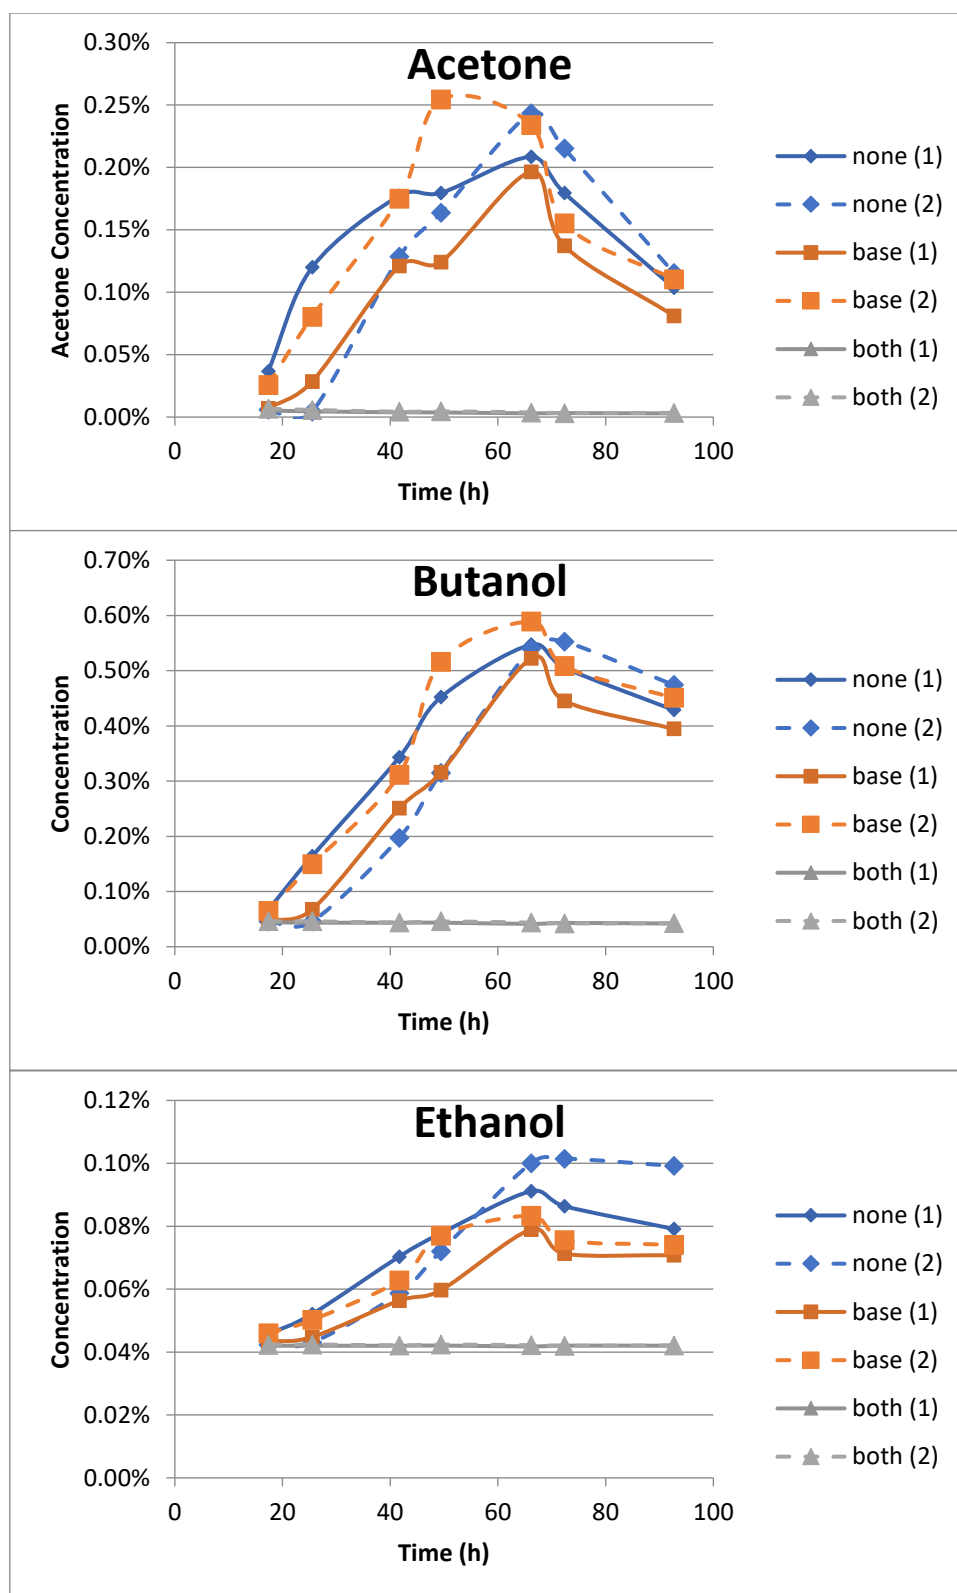 Acetone
Acetone Concentration
0.30%
0.25%
0.20%
0.15%
0.10%
0.05%
0.00%
0 20 40 60 80 100
Time (h)
none (1)
none (2)
base (1)
base (2)
both (1)
both (2)
Butanol
Concentration
0.70%
0.60%
0.50%
0.40%
0.30%
0.20%
0.10%
0.00%
0 20 40 60 80 100
Time (h)
none (1)
none (2)
base (1)
base (2)
both (1)
both (2)
Ethanol
Concentration
0.12%
0.10%
0.08%
0.06%
0.04%
0.02%
0.00%
0 20 40 60 80 100
Time (h)
none (1)
none (2)
base (1)
base (2)
both (1)
both (2)